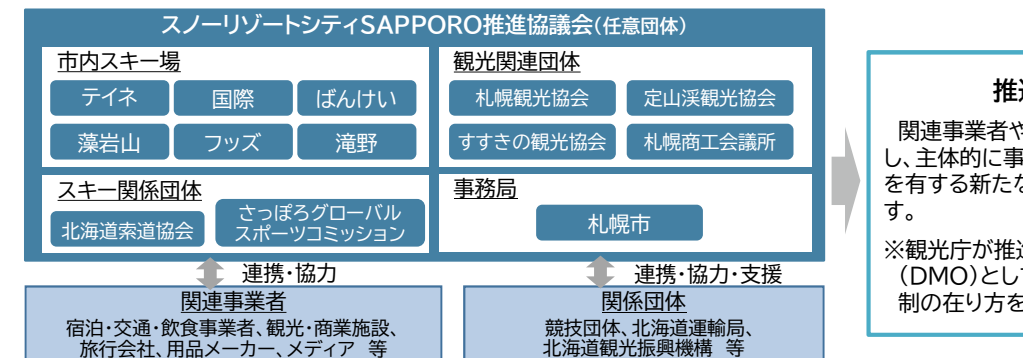 スノーリゾートシティSAPPORO推進協議会(任意団体)
市内スキー場
テイネ
国際
ばんけい
藻岩山
フッズ
滝野
観光関連団体
札幌観光協会
定山渓観光協会
すすきの観光協会
札幌商工会議所
スキー関係団体
北海道索道協会
さっぽろグローバル
スポーツコミッション
事務局
札幌市
連携・協力
連携・協力・支援
関連事業者
宿泊・交通・飲食事業者、観光・商業施設、
旅行会社、用品メーカー、メディア 等
関係団体
競技団体、北海道運輸局、
北海道観光振興機構 等
推進
関連事業者や
し、主体的に事
を有する新たな
す。
※観光庁が推進
(DMO)とし
制の在り方を